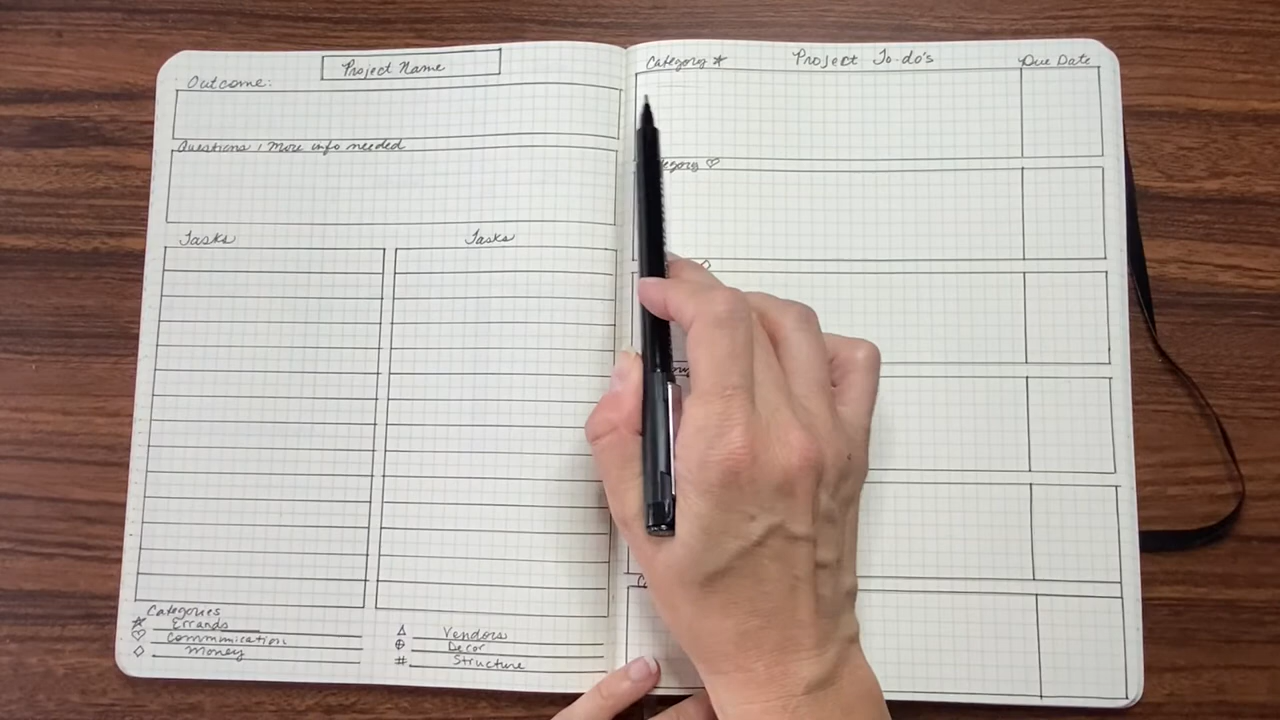 Project Name
Outcome:
Questions / More info needed
Tasks
Tasks
Categories
☆ Errands
♡ Commmication
◇ Money
△ Vendors
⊕ Decor
# Structure
Category ☆ Project To-do's Due Date
♡
◇